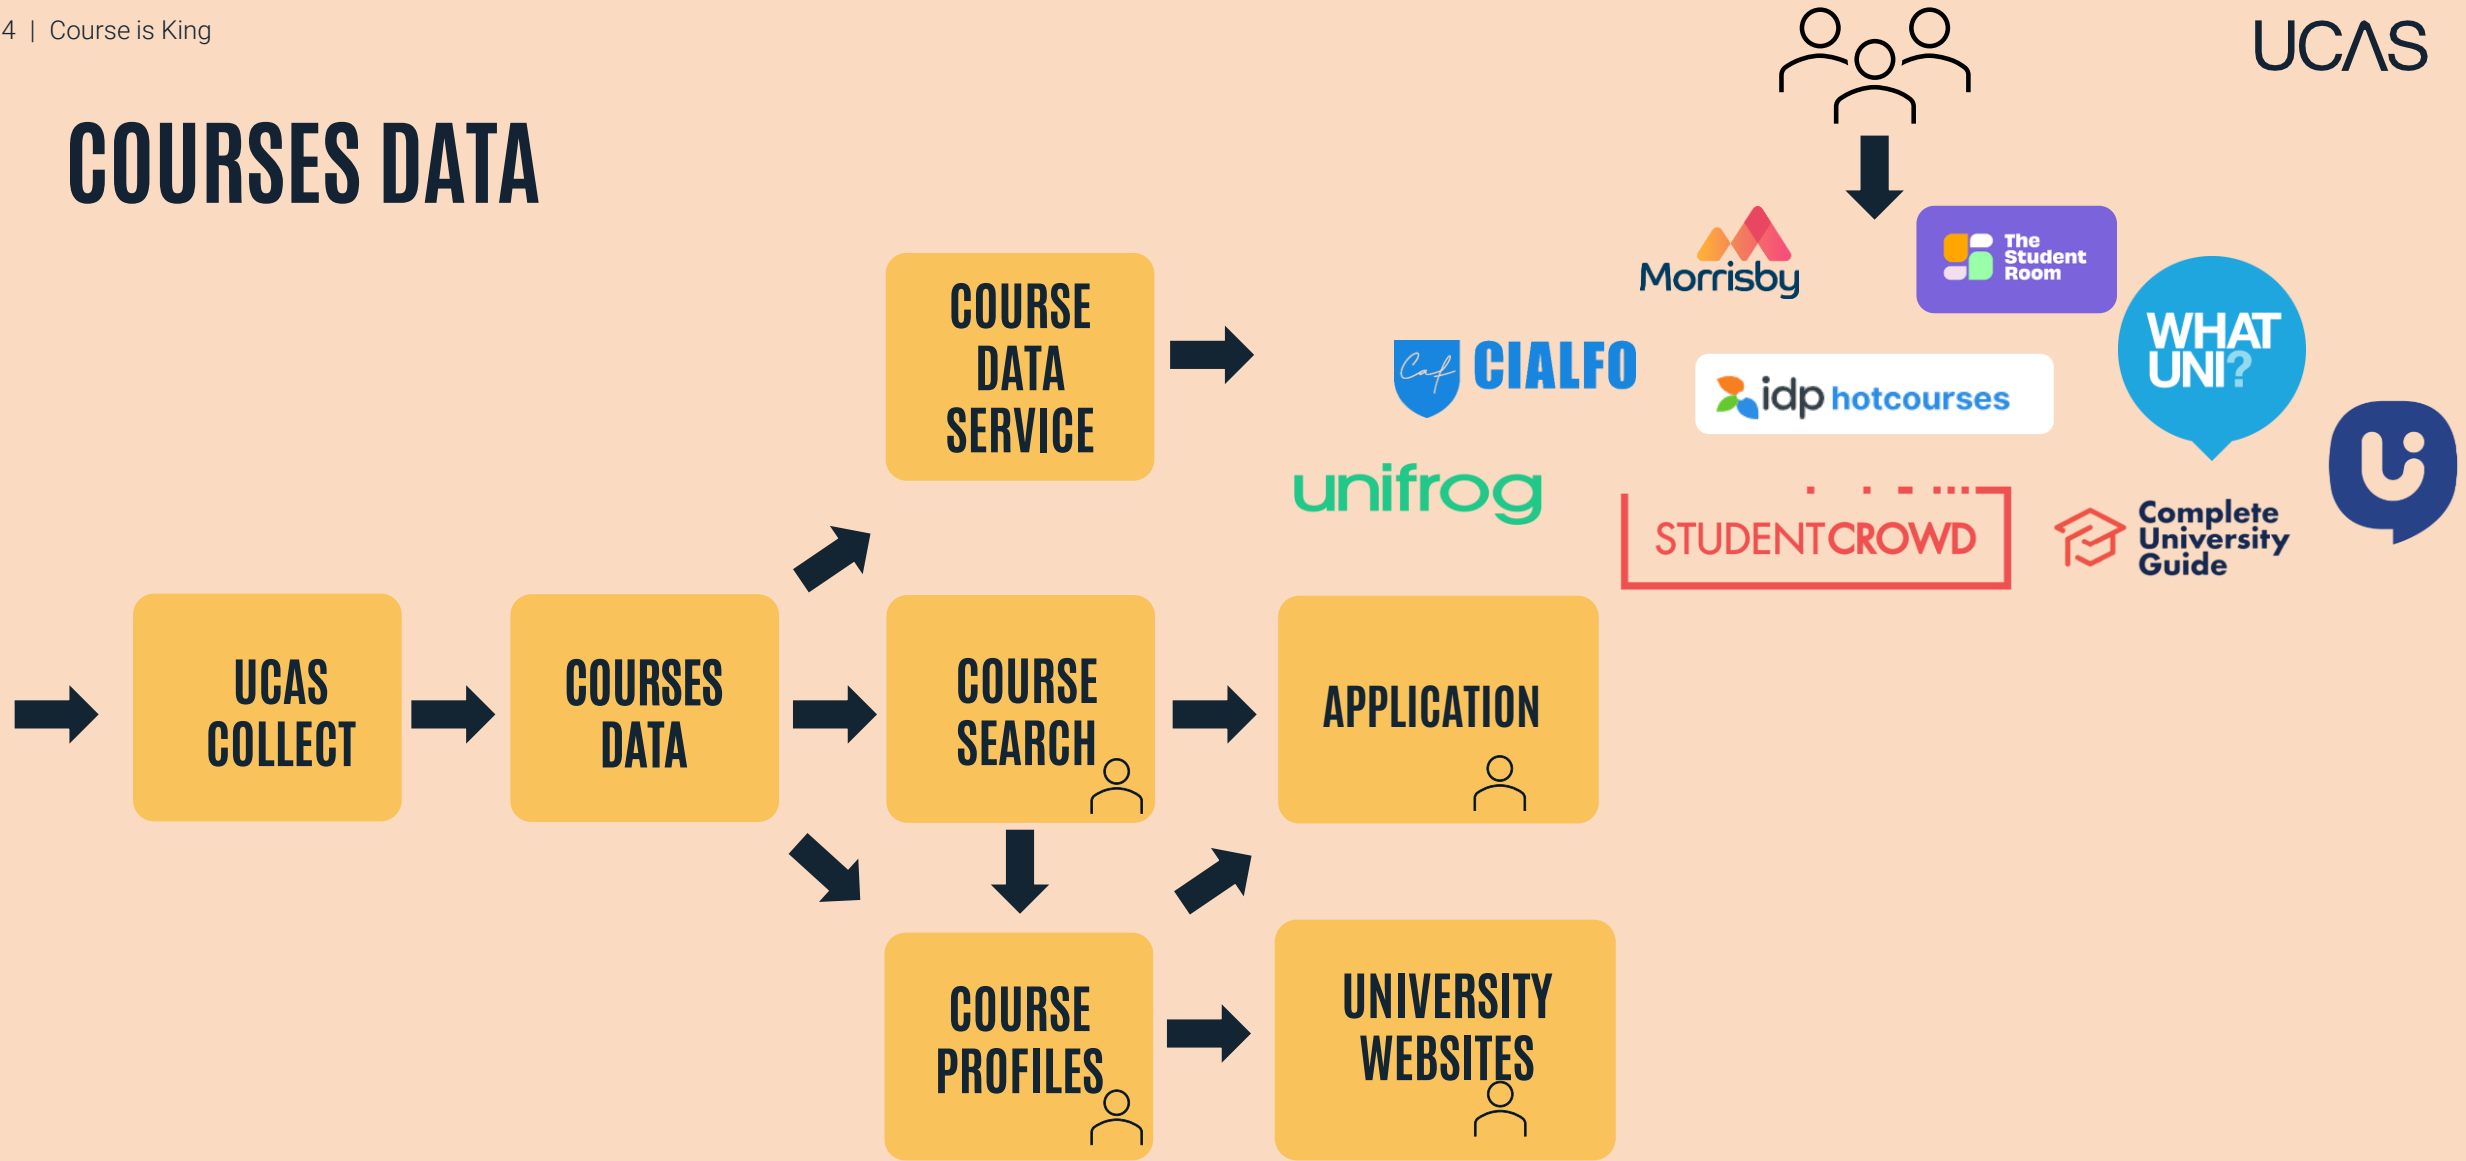 4 | Course is King
UCAS
COURSES DATA
COURSE
DATA
SERVICE
Morrisby
The
Student
Room
WHAT
UNI?
Caf
CIALFO
idp hotcourses
unifrog
STUDENTCROWD
Complete
University
Guide
UCAS
COLLECT
COURSES
DATA
COURSE
SEARCH
APPLICATION
COURSE
PROFILES
UNIVERSITY
WEBSITES